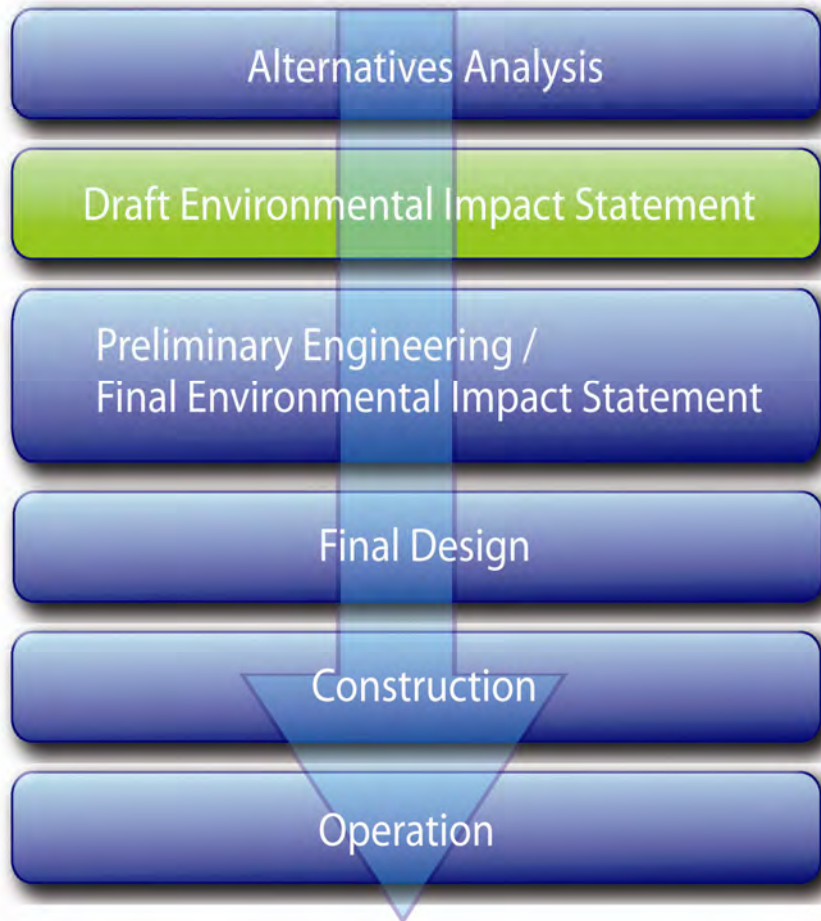 Alternatives Analysis
Draft Environmental Impact Statement
Preliminary Engineering /
Final Environmental Impact Statement
Final Design
Construction
Operation